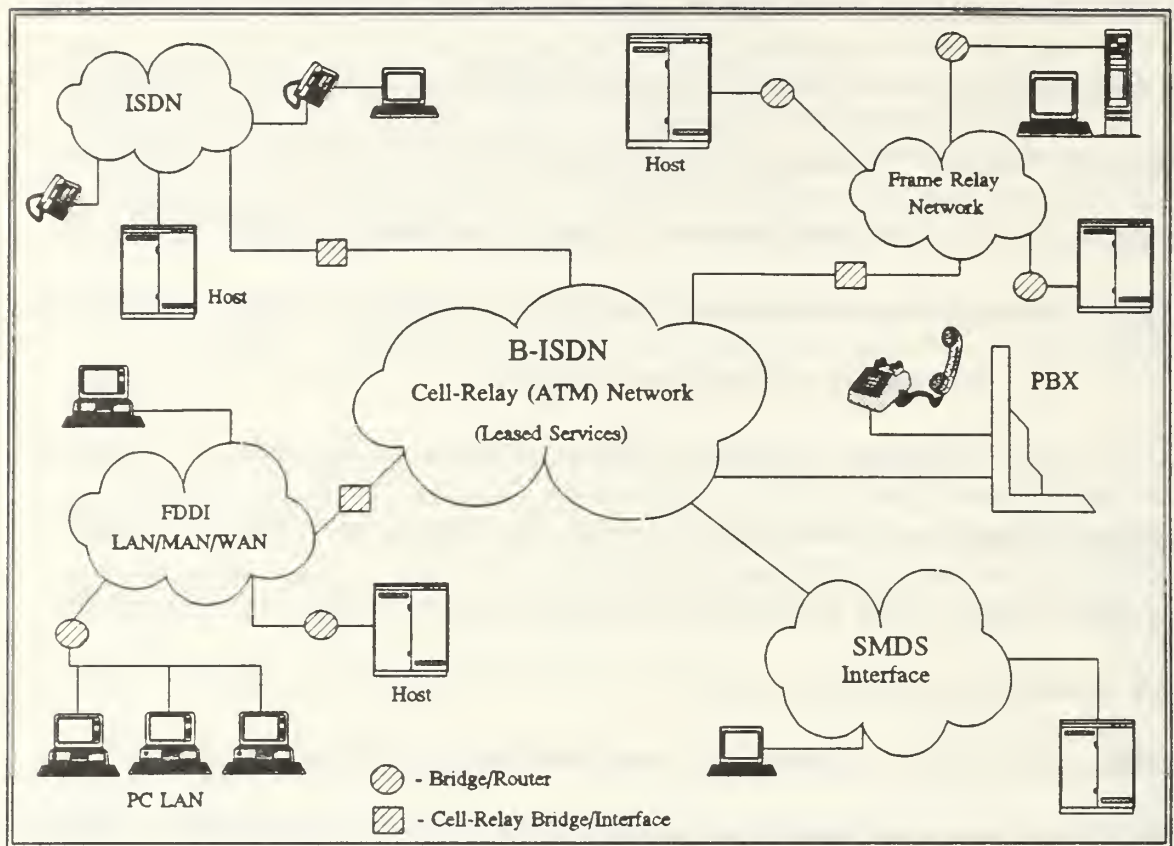 ISDN
Host
Frame Relay
Network
Host
B-ISDN
Cell-Relay (ATM) Network
(Leased Services)
PBX
FDDI
LAN/MAN/WAN
SMDS
Interface
Host
PC LAN
- Bridge/Router
- Cell-Relay Bridge/Interface